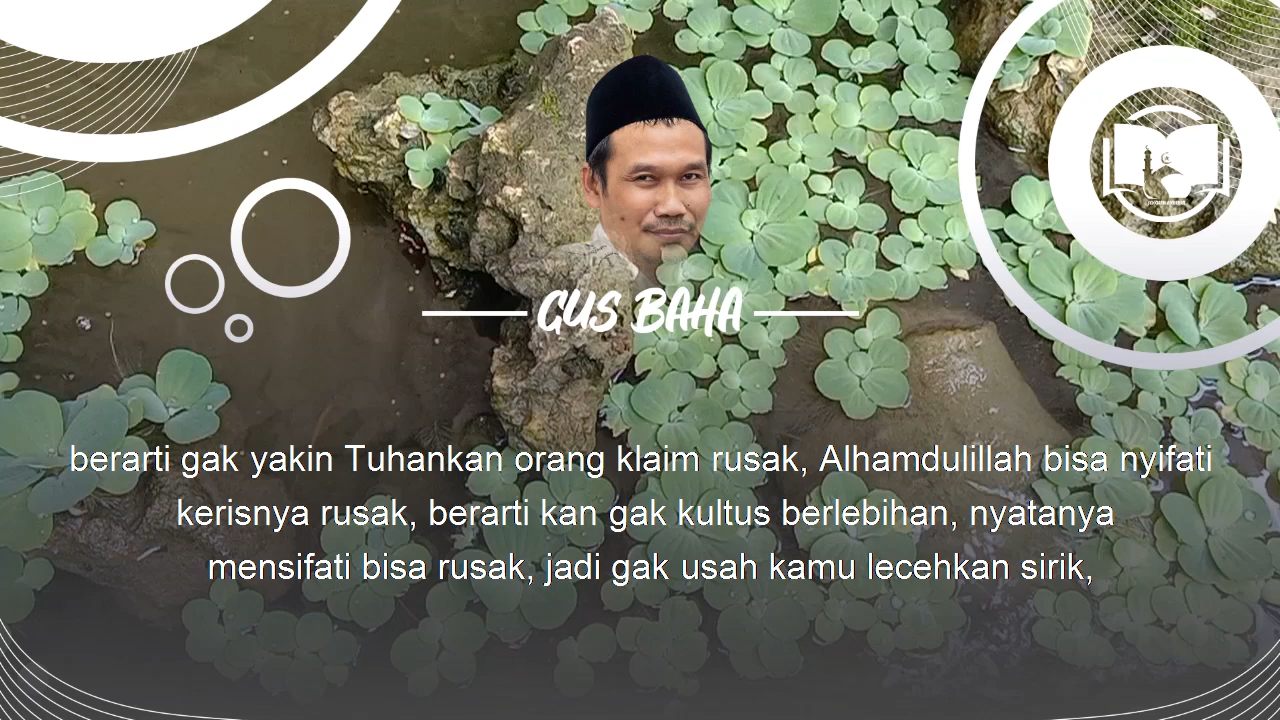 GUS BAHA
berarti gak yakin Tuhankan orang klaim rusak, Alhamdulillah bisa nyifati
kerisnya rusak, berarti kan gak kultus berlebihan, nyatanya
mensifati bisa rusak, jadi gak usah kamu lecehkan sirik,